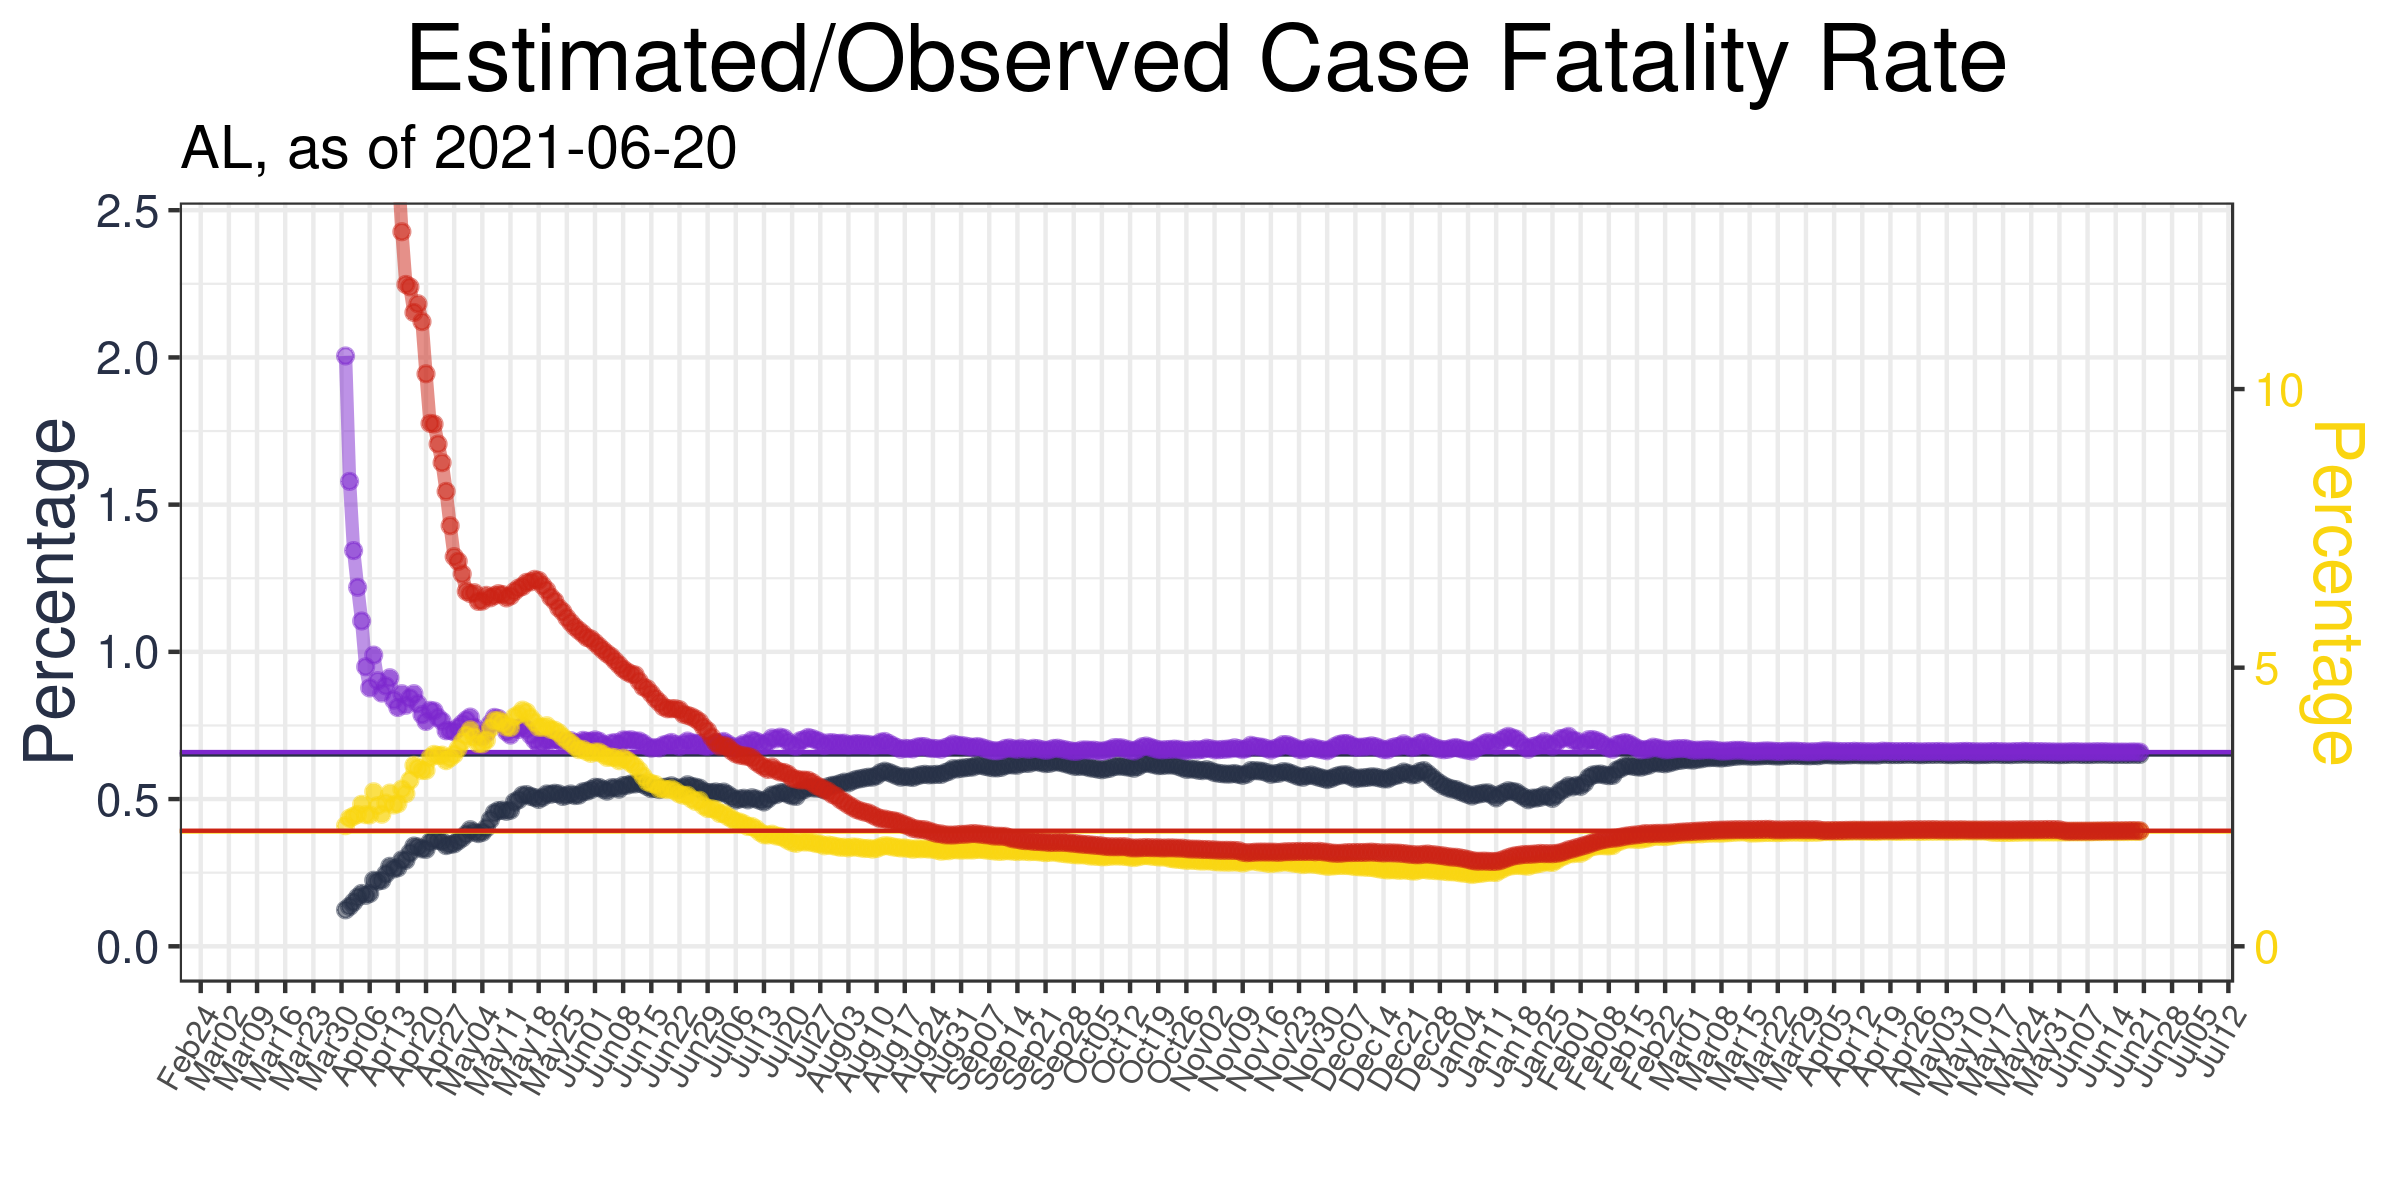 Estimated/Observed Case Fatality Rate
AL, as of 2021-06-20
Percentage
2.5
2.0
1.5
1.0
0.5
0.0
10
5
0
Percentage
Feb24
Mar02
Mar09
Mar16
Mar23
Mar30
Apr06
Apr13
Apr20
Apr27
May04
May11
May18
May25
Jun01
Jun08
Jun15
Jun22
Jun29
Jul06
Jul13
Jul20
Jul27
Aug03
Aug10
Aug17
Aug24
Aug31
Sep07
Sep14
Sep21
Sep28
Oct05
Oct12
Oct19
Oct26
Nov02
Nov09
Nov16
Nov23
Nov30
Dec07
Dec14
Dec21
Dec28
Jan04
Jan11
Jan18
Jan25
Feb01
Feb08
Feb15
Feb22
Mar01
Mar08
Mar15
Mar22
Mar29
Apr05
Apr12
Apr19
Apr26
May03
May10
May17
May24
May31
Jun07
Jun14
Jun21
Jun28
Jul05
Jul12